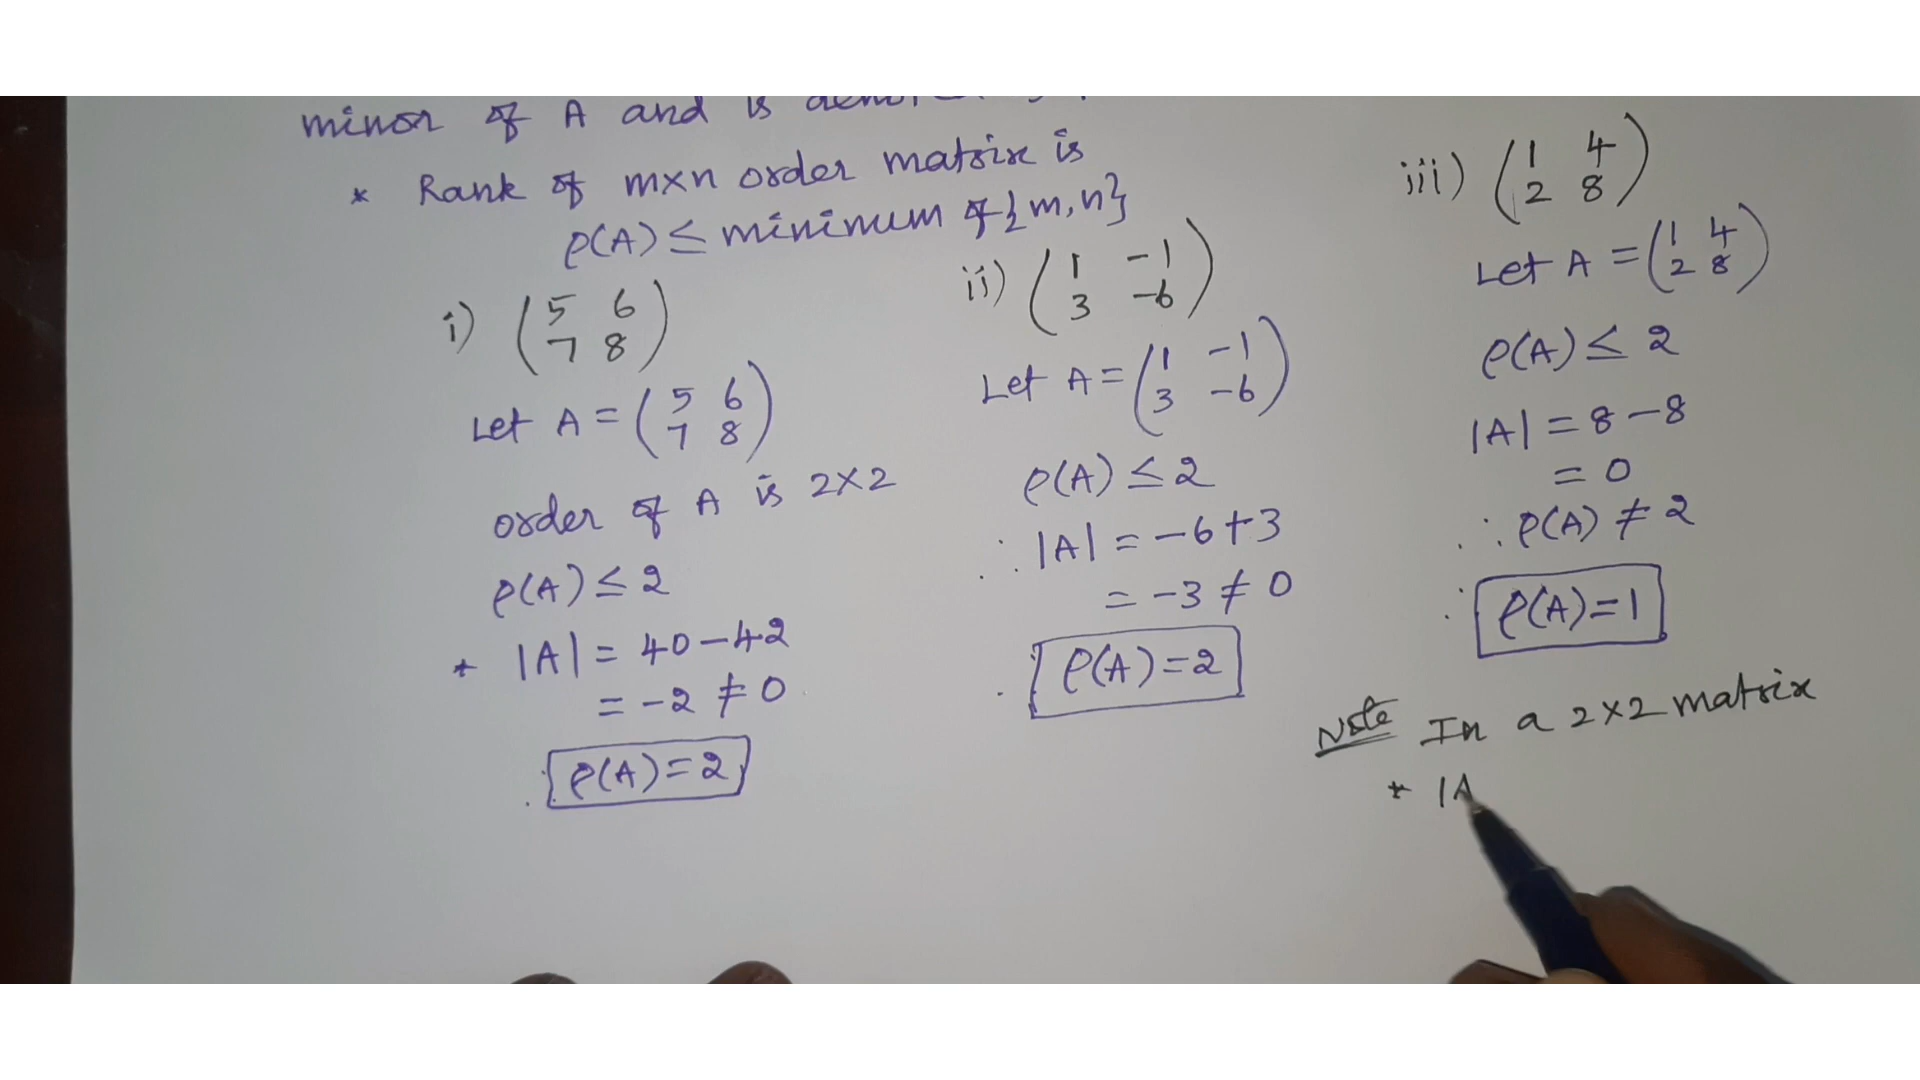 minor of A and is
* Rank of m×n order matrix is
ρ(A) ≤ minimum of {m, n}
i) (5 6
7 8)
Let A = (5 6
7 8)
order of A is 2×2
ρ(A) ≤ 2
* |A| = 40 - 42
= -2 ≠ 0
ρ(A) = 2
ii) (1 -1
3 -6)
Let A = (1 -1
3 -6)
ρ(A) ≤ 2
∴ |A| = -6+3
= -3 ≠ 0
ρ(A) = 2
iii) (1 4
2 8)
Let A = (1 4
2 8)
ρ(A) ≤ 2
|A| = 8 - 8
= 0
∴ ρ(A) ≠ 2
ρ(A) = 1
Note In a 2×2 matrix
* |A